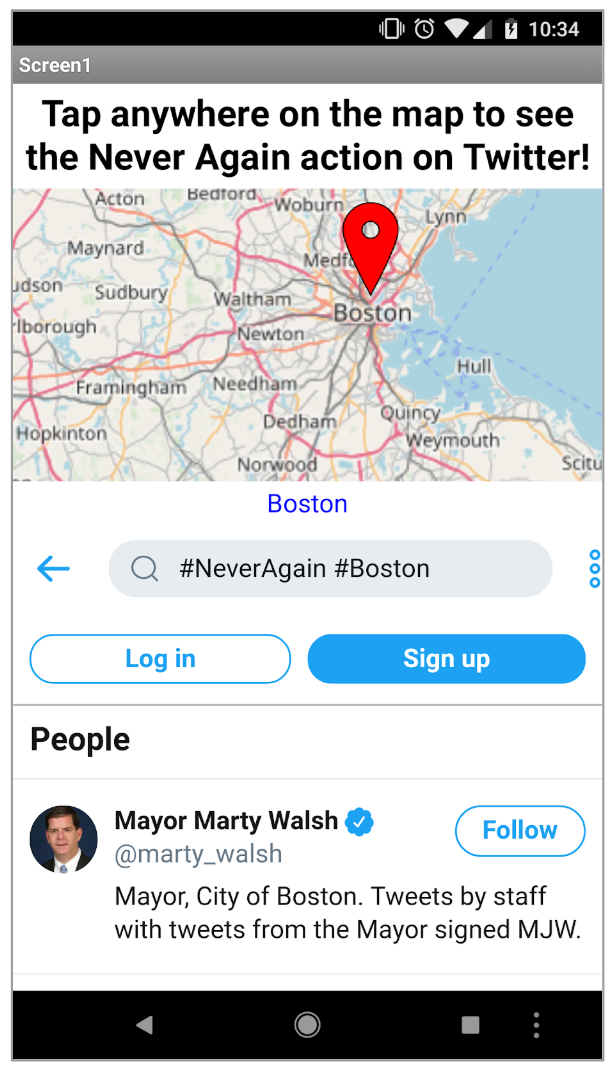 10:34
Screen1
Tap anywhere on the map to see
the Never Again action on Twitter!
Acton
Bedford
Woburn
Lynn
Maynard
Medf
udson
Sudbury
Waltham
Boston
rlborough
Newton
Hull
Framingham
Needham
Quincy
Dedham
Hopkinton
Weymouth
Norwood
Scitu
Boston
#NeverAgain #Boston
Log in
Sign up
People
Mayor Marty Walsh
Follow
@marty_walsh
Mayor, City of Boston. Tweets by staff
with tweets from the Mayor signed MJW.